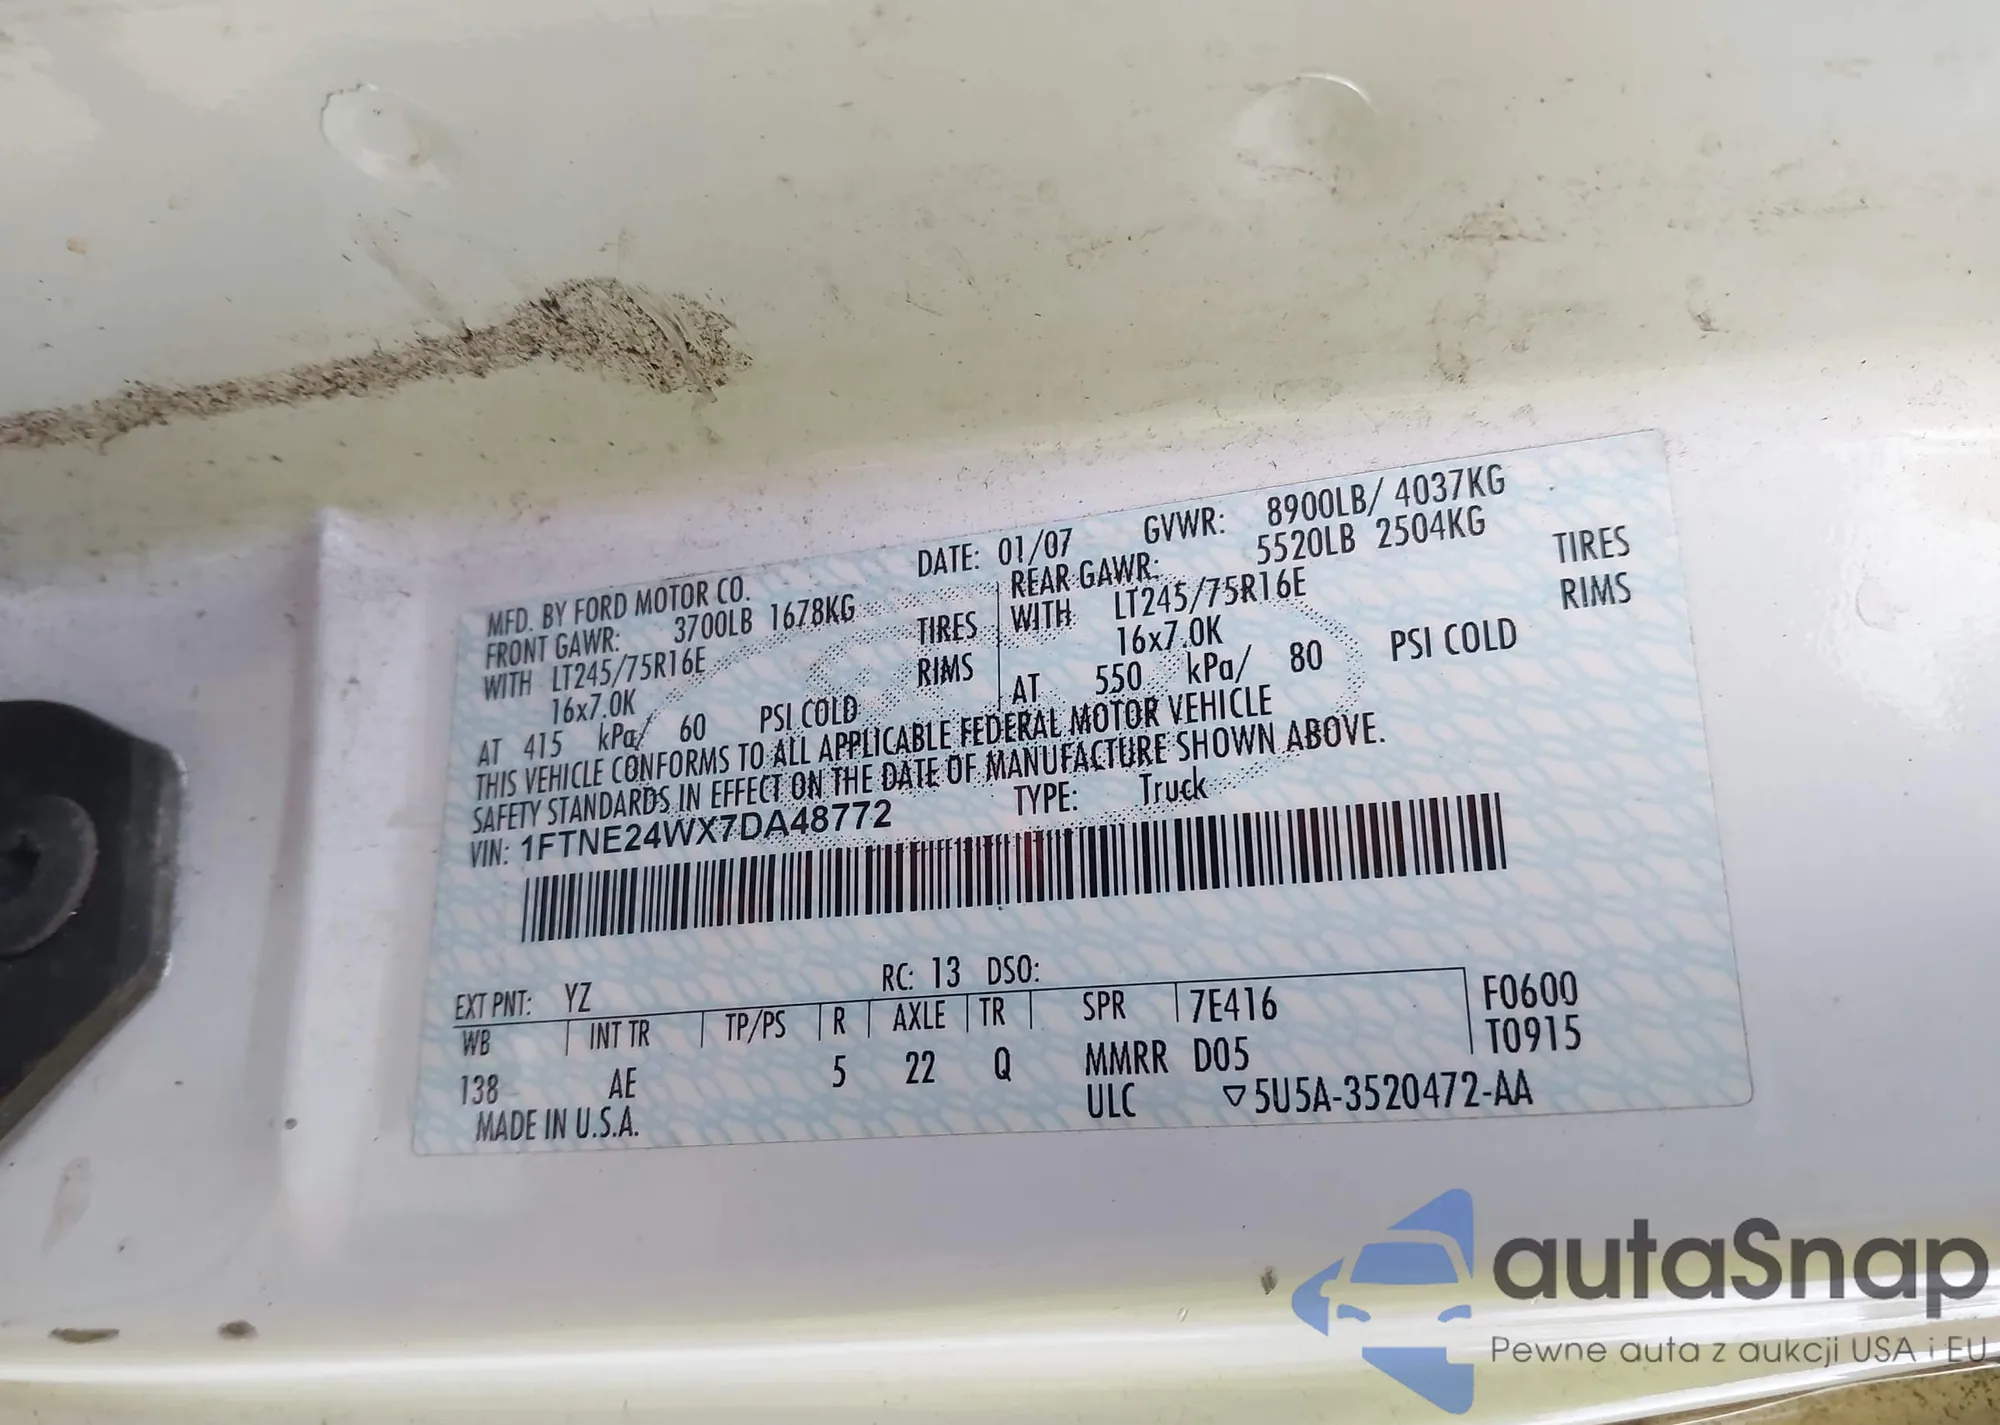 MFD. BY FORD MOTOR CO. DATE: 01/07 GVWR: 8900LB/ 4037KG
FRONT GAWR: 3700LB 1678KG REAR GAWR: 5520LB 2504KG
WITH LT245/75R16E TIRES WITH LT245/75R16E TIRES
16x7.0K RIMS 16x7.0K RIMS
AT 415 kPa/ 60 PSI COLD AT 550 kPa/ 80 PSI COLD
THIS VEHICLE CONFORMS TO ALL APPLICABLE FEDERAL MOTOR VEHICLE
SAFETY STANDARDS IN EFFECT ON THE DATE OF MANUFACTURE SHOWN ABOVE.
VIN: 1FTNE24WX7DA48772 TYPE: Truck
EXT PNT: YZ RC: 13 DSO:
WB INT TR TP/PS R AXLE TR SPR 7E416 F0600
138 AE 5 22 Q MMRR D05 T0915
MADE IN U.S.A. ULC ▽5U5A-3520472-AA
autaSnap
Pewne auta z aukcji USA i EU